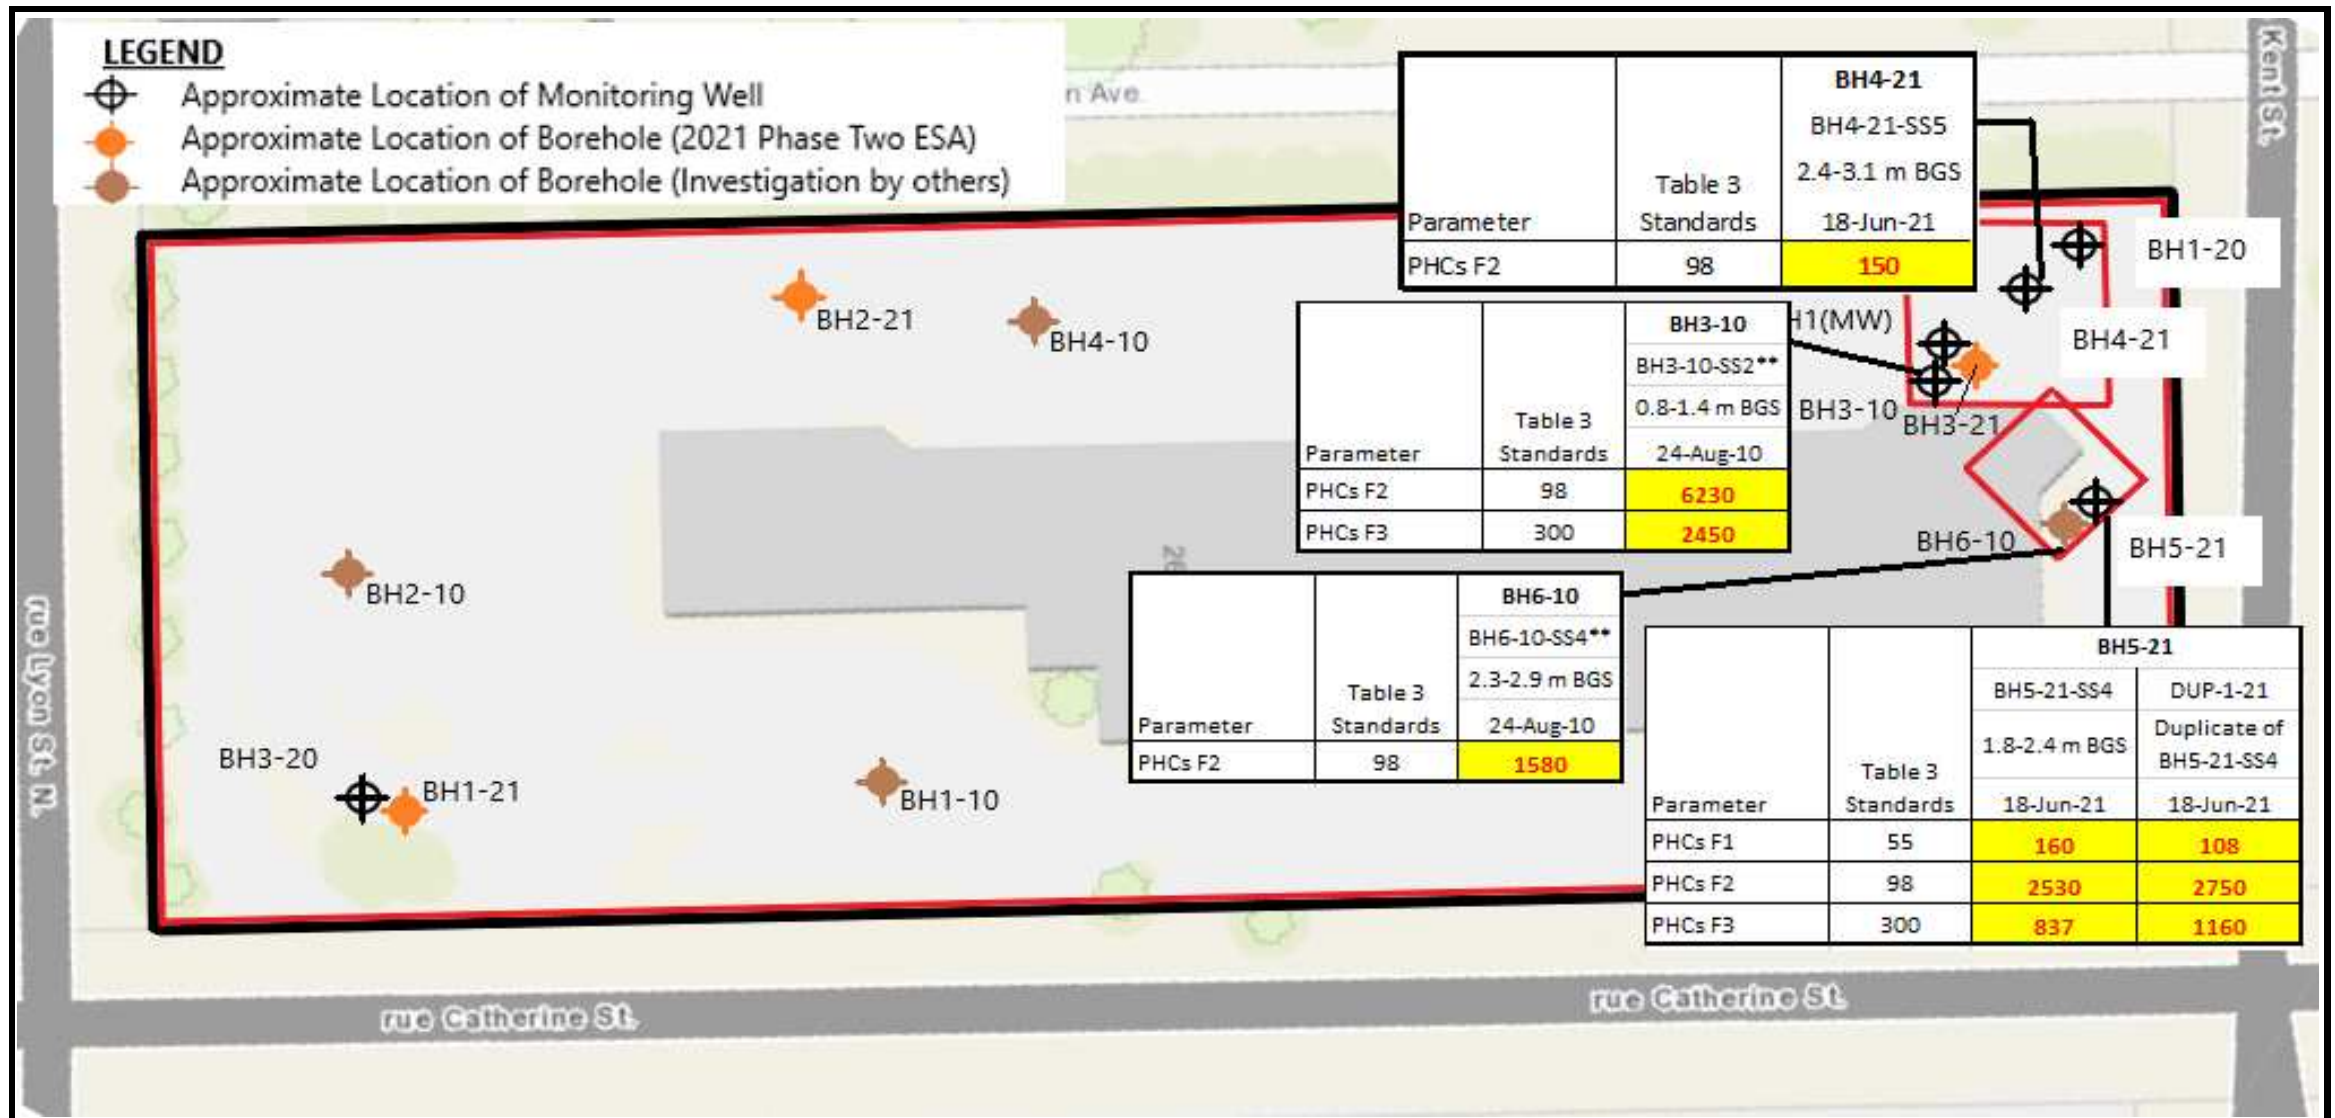 LEGEND
Approximate Location of Monitoring Well
Approximate Location of Borehole (2021 Phase Two ESA)
Approximate Location of Borehole (Investigation by others)
Ave.
Kent St.
BH4-21
BH4-21-SS5
2.4-3.1 m BGS
Parameter Table 3 Standards 18-Jun-21
PHCs F2 98 150
BH1-20
BH4-21
H1(MW)
BH3-10
BH3-21
BH2-21
BH4-10
BH3-10
BH3-10-SS2**
0.8-1.4 m BGS
Parameter Table 3 Standards 24-Aug-10
PHCs F2 98 6230
PHCs F3 300 2450
BH6-10
BH5-21
26
BH2-10
BH6-10
BH6-10-SS4**
2.3-2.9 m BGS
Parameter Table 3 Standards 24-Aug-10
PHCs F2 98 1580
BH5-21
BH5-21-SS4 DUP-1-21
1.8-2.4 m BGS Duplicate of BH5-21-SS4
Parameter Table 3 Standards 18-Jun-21 18-Jun-21
PHCs F1 55 160 108
PHCs F2 98 2530 2750
PHCs F3 300 837 1160
rue Lyon St. N.
BH3-20
BH1-21
BH1-10
rue Catherine St.
rue Catherine St.